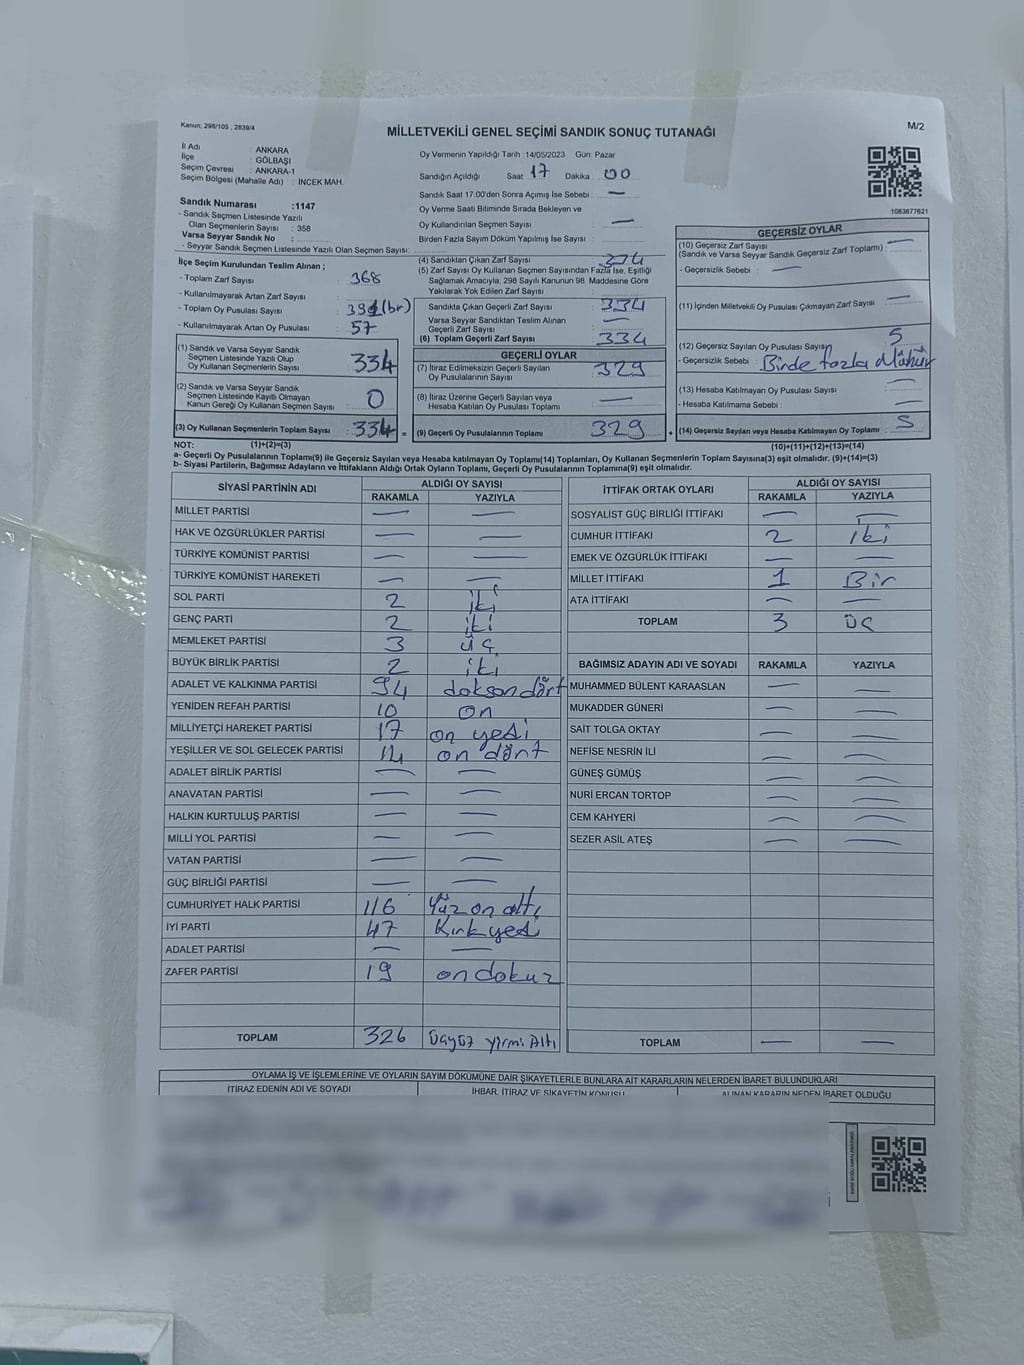 Kanun: 298/105 , 2839/4
MİLLETVEKİLİ GENEL SEÇİMİ SANDIK SONUÇ TUTANAĞI
M/2
İl Adı : ANKARA
İlçe : GÖLBAŞI
Seçim Çevresi : ANKARA-1
Seçim Bölgesi (Mahalle Adı) : İNCEK MAH.
Sandık Numarası :1147
- Sandık Seçmen Listesinde Yazılı
Olan Seçmenlerin Sayısı : 358
Varsa Seyyar Sandık No :
- Seyyar Sandık Seçmen Listesinde Yazılı Olan Seçmen Sayısı:
Oy Vermenin Yapıldığı Tarih :14/05/2023 Gün: Pazar
Sandığın Açıldığı Saat 17 Dakika 00
Sandık Saat 17.00'den Sonra Açımış İse Sebebi : —
Oy Verme Saati Bitiminde Sırada Bekleyen ve
Oy Kullandırılan Seçmen Sayısı —
Birden Fazla Sayım Döküm Yapılmış İse Sayısı :
1083677621
İlçe Seçim Kurulundan Teslim Alınan ;
- Toplam Zarf Sayısı : 368
- Kullanılmayarak Artan Zarf Sayısı :
- Toplam Oy Pusulası Sayısı : (br)
- Kullanılmayarak Artan Oy Pusulası : 57
(1) Sandık ve Varsa Seyyar Sandık
Seçmen Listesinde Yazılı Olup
Oy Kullanan Seçmenlerin Sayısı : 334
(2) Sandık ve Varsa Seyyar Sandık
Seçmen Listesinde Kayıtlı Olmayan
Kanun Gereği Oy Kullanan Seçmen Sayısı : 0
(3) Oy Kullanan Seçmenlerin Toplam Sayısı : 334 =
(4) Sandıktan Çıkan Zarf Sayısı :
(5) Zarf Sayısı Oy Kullanan Seçmen Sayısından Fazla İse, Eşitliği
Sağlamak Amacıyla, 298 Sayılı Kanunun 98. Maddesine Göre
Yakılarak Yok Edilen Zarf Sayısı :
Sandıkta Çıkan Geçerli Zarf Sayısı : 334
Varsa Seyyar Sandıktan Teslim Alınan
Geçerli Zarf Sayısı : —
(6) Toplam Geçerli Zarf Sayısı : 334
GEÇERLİ OYLAR
(7) İtiraz Edilmeksizin Geçerli Sayılan
Oy Pusulalarının Sayısı : 329
(8) İtiraz Üzerine Geçerli Sayılan veya
Hesaba Katılan Oy Pusulası Toplamı : —
(9) Geçerli Oy Pusulalarının Toplamı : 329 +
GEÇERSİZ OYLAR
(10) Geçersiz Zarf Sayısı
(Sandık ve Varsa Seyyar Sandık Geçersiz Zarf Toplamı) : —
- Geçersizlik Sebebi : —
(11) İçinden Milletvekili Oy Pusulası Çıkmayan Zarf Sayısı : —
(12) Geçersiz Sayılan Oy Pusulası Sayısı : 5
- Geçersizlik Sebebi : Birde fazla Mühür
(13) Hesaba Katılmayan Oy Pusulası Sayısı : —
- Hesaba Katılmama Sebebi : —
(14) Geçersiz Sayılan veya Hesaba Katılmayan Oy Toplamı : 5
NOT: (1)+(2)=(3)
(10)+(11)+(12)+(13)=(14)
a- Geçerli Oy Pusulalarının Toplamı(9) ile Geçersiz Sayılan veya Hesaba katılmayan Oy Toplamı(14) Toplamları, Oy Kullanan Seçmenlerin Toplam Sayısına(3) eşit olmalıdır. (9)+(14)=(3)
b- Siyasi Partilerin, Bağımsız Adayların ve İttifakların Aldığı Ortak Oyların Toplamı, Geçerli Oy Pusulalarının Toplamına(9) eşit olmalıdır.
SİYASİ PARTİNİN ADI ALDIĞI OY SAYISI
RAKAMLA YAZIYLA
MİLLET PARTİSİ — —
HAK VE ÖZGÜRLÜKLER PARTİSİ — —
TÜRKİYE KOMÜNİST PARTİSİ — —
TÜRKİYE KOMÜNİST HAREKETİ — —
SOL PARTİ 2 iki
GENÇ PARTİ 2 iki
MEMLEKET PARTİSİ 3 üç
BÜYÜK BİRLİK PARTİSİ 2 iki
ADALET VE KALKINMA PARTİSİ 94 doksan dört
YENİDEN REFAH PARTİSİ 10 on
MİLLİYETÇİ HAREKET PARTİSİ 17 on yedi
YEŞİLLER VE SOL GELECEK PARTİSİ 14 on dört
ADALET BİRLİK PARTİSİ — —
ANAVATAN PARTİSİ — —
HALKIN KURTULUŞ PARTİSİ — —
MİLLİ YOL PARTİSİ — —
VATAN PARTİSİ — —
GÜÇ BİRLİĞİ PARTİSİ — —
CUMHURİYET HALK PARTİSİ 116 Yüz on altı
İYİ PARTİ 47 Kırk yedi
ADALET PARTİSİ — —
ZAFER PARTİSİ 19 on dokuz
TOPLAM 326 Üçyüz yirmi Altı
İTTİFAK ORTAK OYLARI ALDIĞI OY SAYISI
RAKAMLA YAZIYLA
SOSYALİST GÜÇ BİRLİĞİ İTTİFAKI — —
CUMHUR İTTİFAKI 2 iki
EMEK VE ÖZGÜRLÜK İTTİFAKI — —
MİLLET İTTİFAKI 1 Bir
ATA İTTİFAKI — —
TOPLAM 3 ÜÇ
BAĞIMSIZ ADAYIN ADI VE SOYADI RAKAMLA YAZIYLA
MUHAMMED BÜLENT KARAASLAN — —
MUKADDER GÜNERİ — —
SAİT TOLGA OKTAY — —
NEFİSE NESRİN İLİ — —
GÜNEŞ GÜMÜŞ — —
NURİ ERCAN TORTOP — —
CEM KAHYERİ — —
SEZER ASİL ATEŞ — —
TOPLAM — —
OYLAMA İŞ VE İŞLEMLERİNE VE OYLARIN SAYIM DÖKÜMÜNE DAİR ŞİKAYETLERLE BUNLARA AİT KARARLARIN NELERDEN İBARET BULUNDUKLARI
İTİRAZ EDENİN ADI VE SOYADI İHBAR, İTİRAZ VE ŞİKAYETİN KONUSU ALINAN KARARIN NEDEN İBARET OLDUĞU